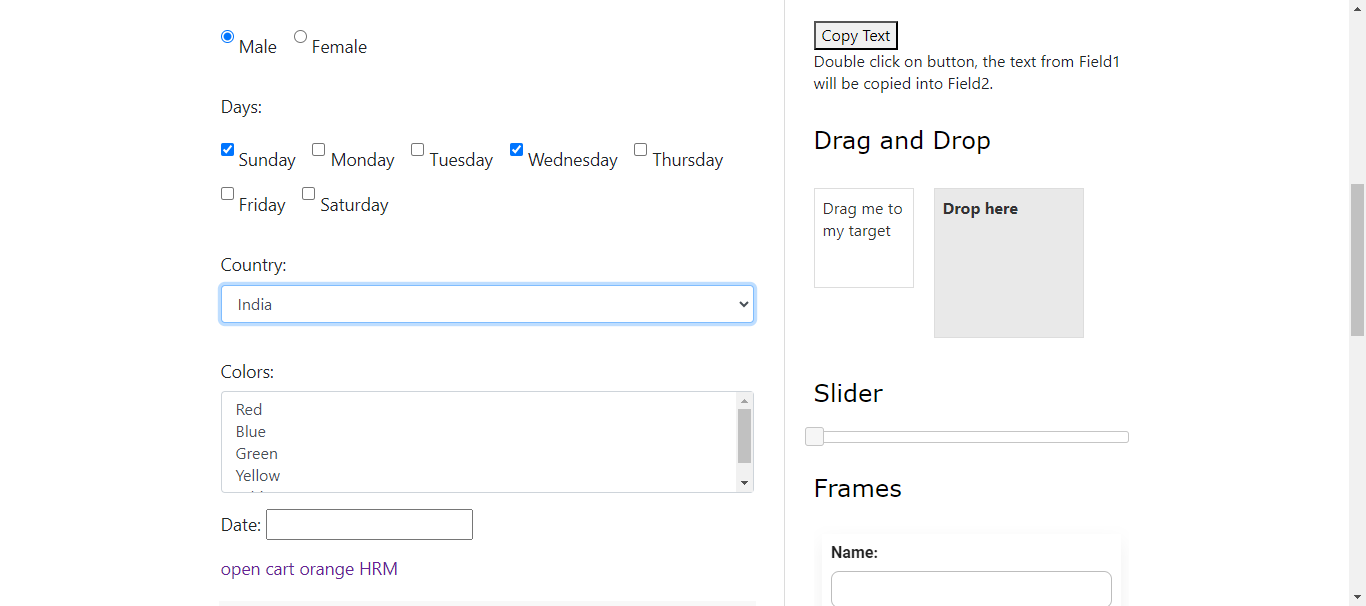 Male Female
Days:
Sunday Monday Tuesday Wednesday Thursday
Friday Saturday
Country:
India
Colors:
Red
Blue
Green
Yellow
Date:
open cart orange HRM
Copy Text
Double click on button, the text from Field1
will be copied into Field2.
Drag and Drop
Drag me to
my target
Drop here
Slider
Frames
Name: